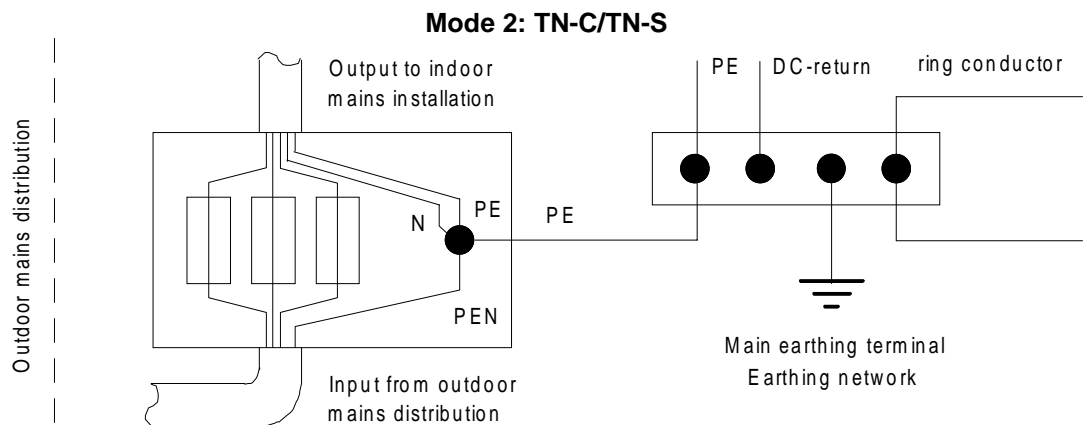 Mode 2: TN-C/TN-S
Outdoor mains distribution
Output to indoor
mains installation
PE
DC-return
ring conductor
N
PE
PE
PEN
Input from outdoor
mains distribution
Main earthing terminal
Earthing network